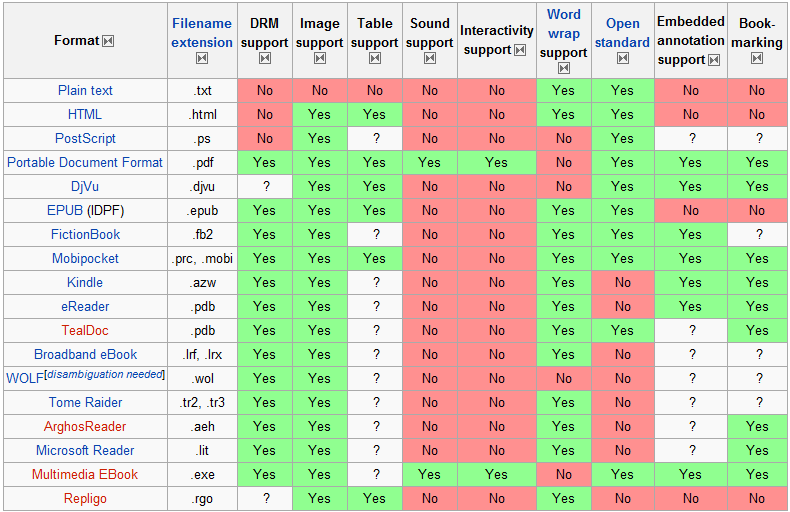 Format Filename extension DRM support Image support Table support Sound support Interactivity support Word wrap support Open standard Embedded annotation support Book-marking
Plain text .txt No No No No No Yes Yes No No
HTML .html No Yes Yes No No Yes Yes No No
PostScript .ps No Yes ? No No No Yes ? ?
Portable Document Format .pdf Yes Yes Yes Yes Yes No Yes Yes Yes
DjVu .djvu ? Yes Yes No No No Yes Yes Yes
EPUB (IDPF) .epub Yes Yes Yes No No Yes Yes No No
FictionBook .fb2 Yes Yes ? No No Yes Yes Yes ?
Mobipocket .prc, .mobi Yes Yes Yes No No Yes Yes Yes Yes
Kindle .azw Yes Yes ? No No Yes No Yes Yes
eReader .pdb Yes Yes ? No No Yes No Yes Yes
TealDoc .pdb Yes Yes ? No No Yes Yes ? Yes
Broadband eBook .lrf, .lrx Yes Yes ? No No Yes No ? ?
WOLF[disambiguation needed] .wol Yes Yes ? No No No No ? ?
Tome Raider .tr2, .tr3 Yes Yes ? No No Yes No ? ?
ArghosReader .aeh Yes Yes ? No No Yes No ? Yes
Microsoft Reader .lit Yes Yes ? No No Yes No ? Yes
Multimedia EBook .exe Yes Yes ? Yes Yes No Yes Yes Yes
Repligo .rgo ? Yes Yes No No Yes No No No